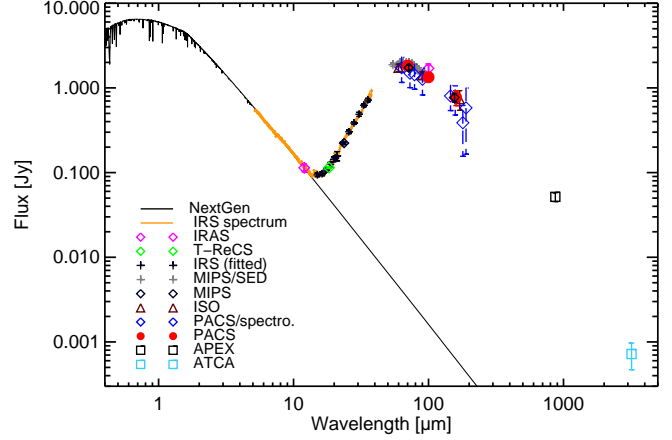 10.000
1.000
0.100
0.010
0.001
Flux [Jy]
NextGen
IRS spectrum
IRAS
T−ReCS
IRS (fitted)
MIPS/SED
MIPS
ISO
PACS/spectro.
PACS
APEX
ATCA
1 10 100 1000
Wavelength [µm]